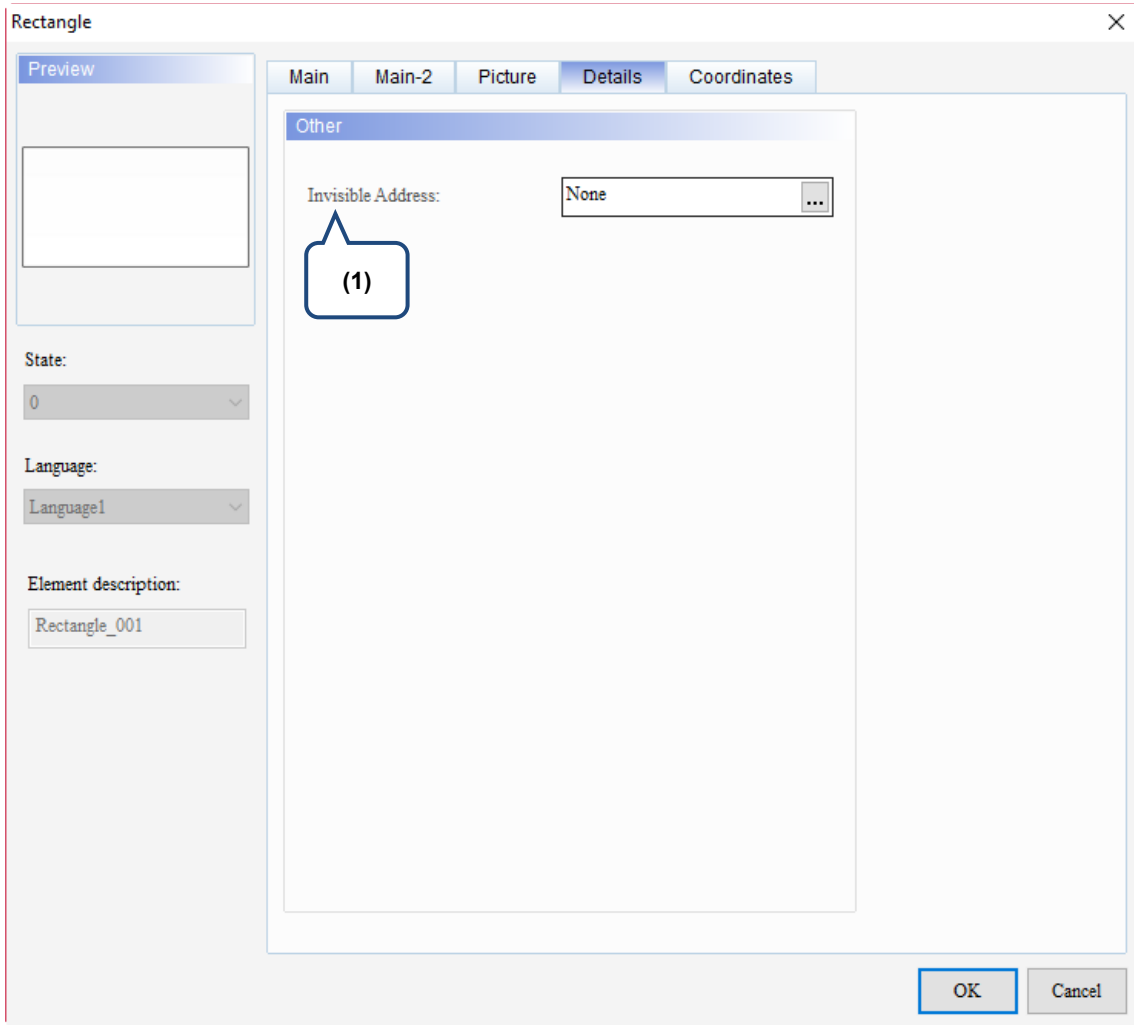 Rectangle
Preview
Main Main-2 Picture Details Coordinates
Other
Invisible Address: None ...
(1)
State:
0
Language:
Language1
Element description:
Rectangle_001
OK Cancel